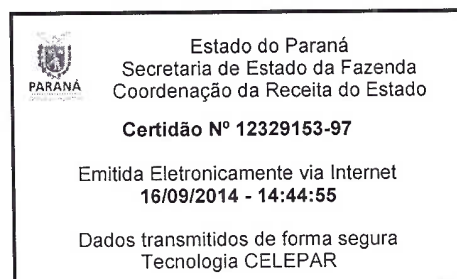 Estado do Paraná
Secretaria de Estado da Fazenda
Coordenação da Receita do Estado
PARANÁ
Certidão Nº 12329153-97
Emitida Eletronicamente via Internet
16/09/2014 - 14:44:55
Dados transmitidos de forma segura
Tecnologia CELEPAR